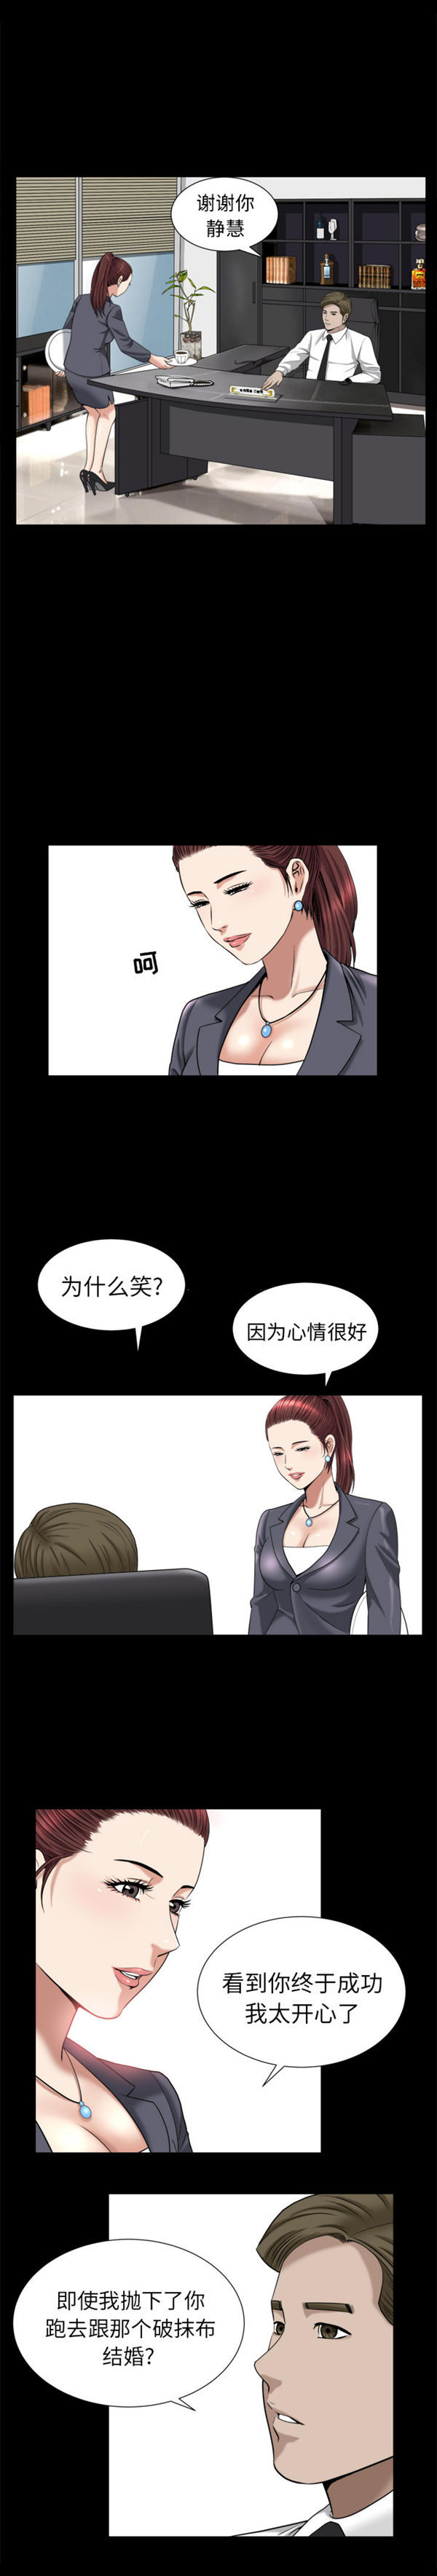 谢谢你
静慧
呵
为什么笑?
因为心情很好
看到你终于成功
我太开心了
即使我抛下了你
跑去跟那个破抹布
结婚?